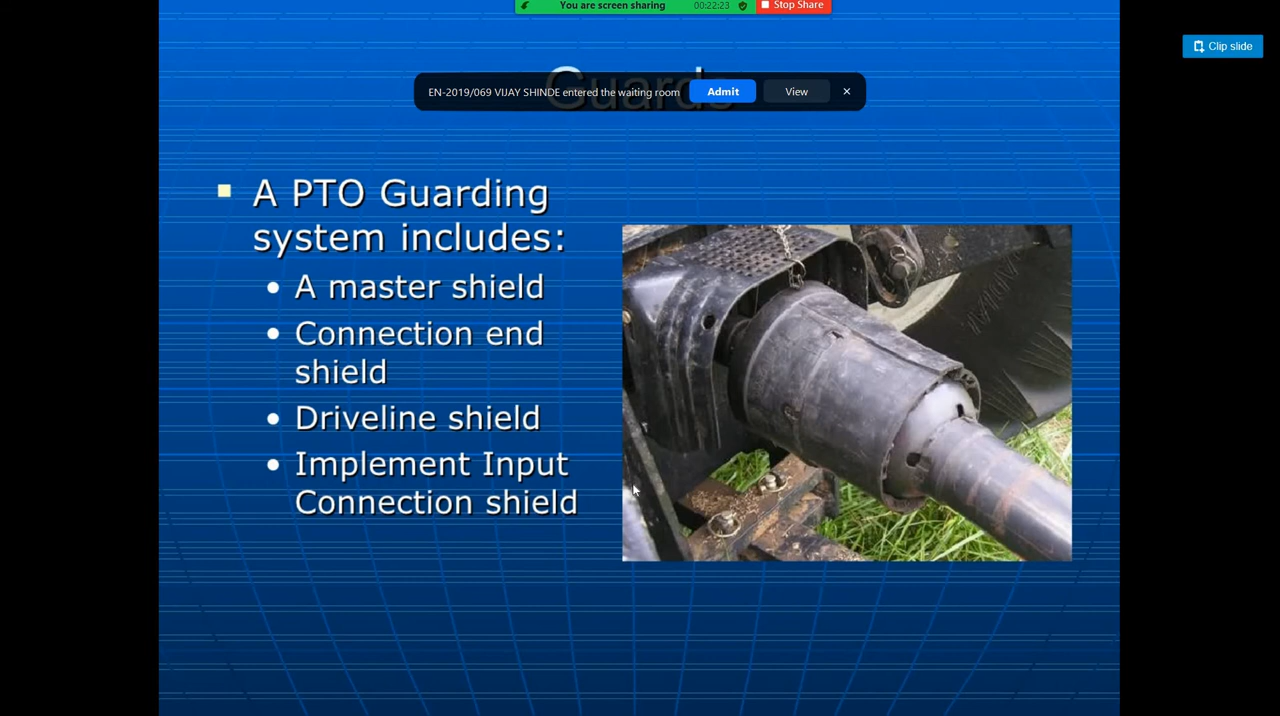 You are screen sharing 00:22:23 Stop Share
Clip slide
Guards
EN-2019/069 VIJAY SHINDE entered the waiting room Admit View
A PTO Guarding
system includes:
A master shield
Connection end
shield
Driveline shield
Implement Input
Connection shield